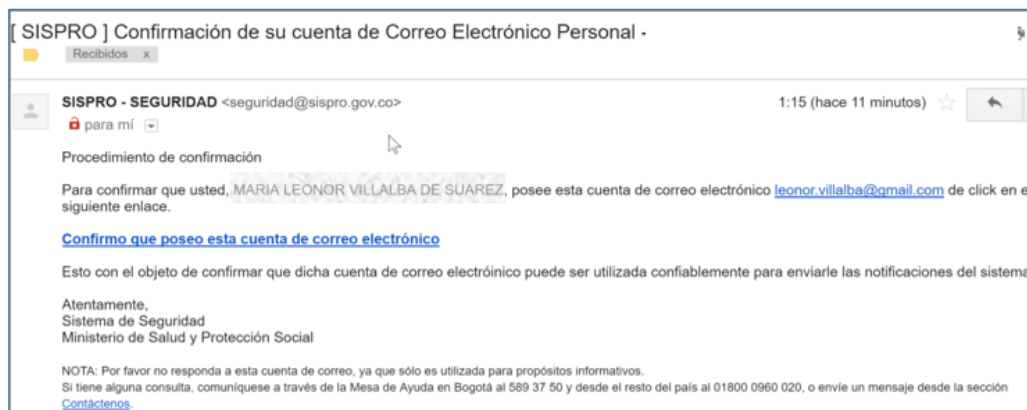 [ SISPRO ] Confirmación de su cuenta de Correo Electrónico Personal -
Recibidos x
SISPRO - SEGURIDAD <seguridad@sispro.gov.co>
1:15 (hace 11 minutos)
para mí
Procedimiento de confirmación
Para confirmar que usted, MARIA LEONOR VILLALBA DE SUAREZ, posee esta cuenta de correo electrónico leonor.villalba@gmail.com de click en e
siguiente enlace.
Confirmo que poseo esta cuenta de correo electrónico
Esto con el objeto de confirmar que dicha cuenta de correo electróinico puede ser utilizada confiablemente para enviarle las notificaciones del sistema
Atentamente,
Sistema de Seguridad
Ministerio de Salud y Protección Social
NOTA: Por favor no responda a esta cuenta de correo, ya que sólo es utilizada para propósitos informativos.
Si tiene alguna consulta, comuníquese a través de la Mesa de Ayuda en Bogotá al 589 37 50 y desde el resto del país al 01800 0960 020, o envíe un mensaje desde la sección
Contáctenos.